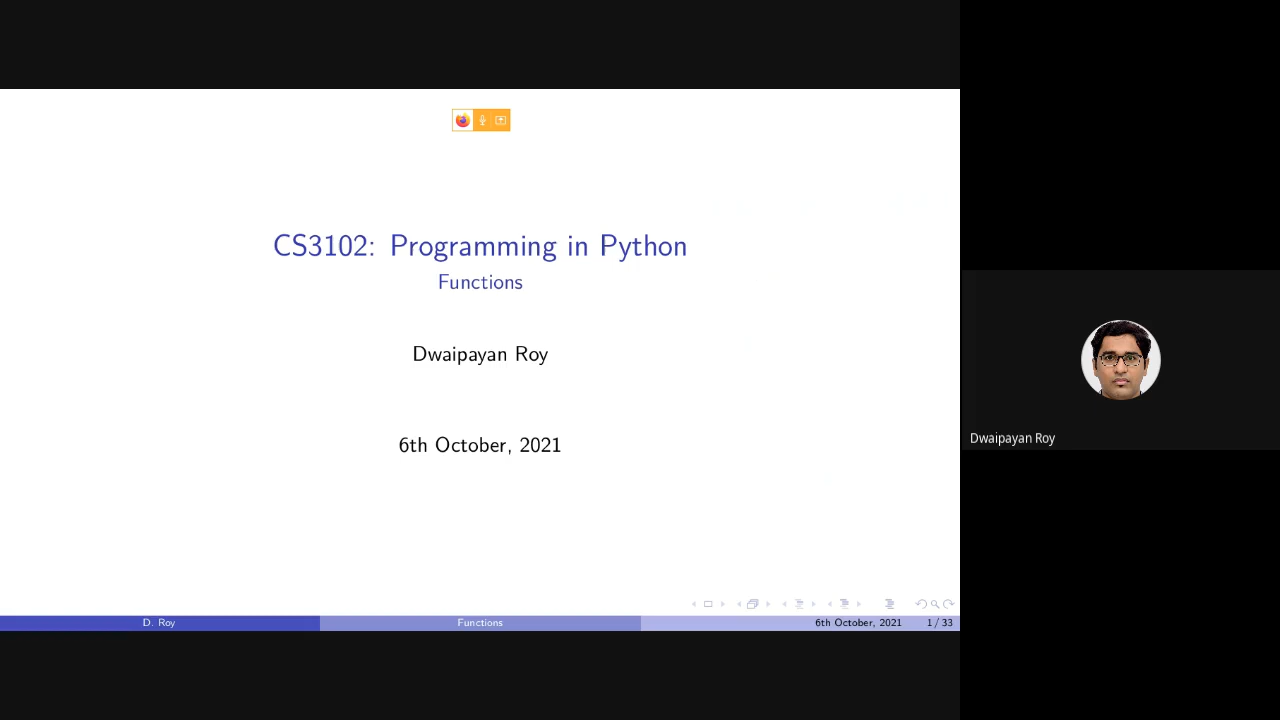 CS3102: Programming in Python
Functions
Dwaipayan Roy
6th October, 2021
Dwaipayan Roy
D. Roy
Functions
6th October, 2021
1 / 33